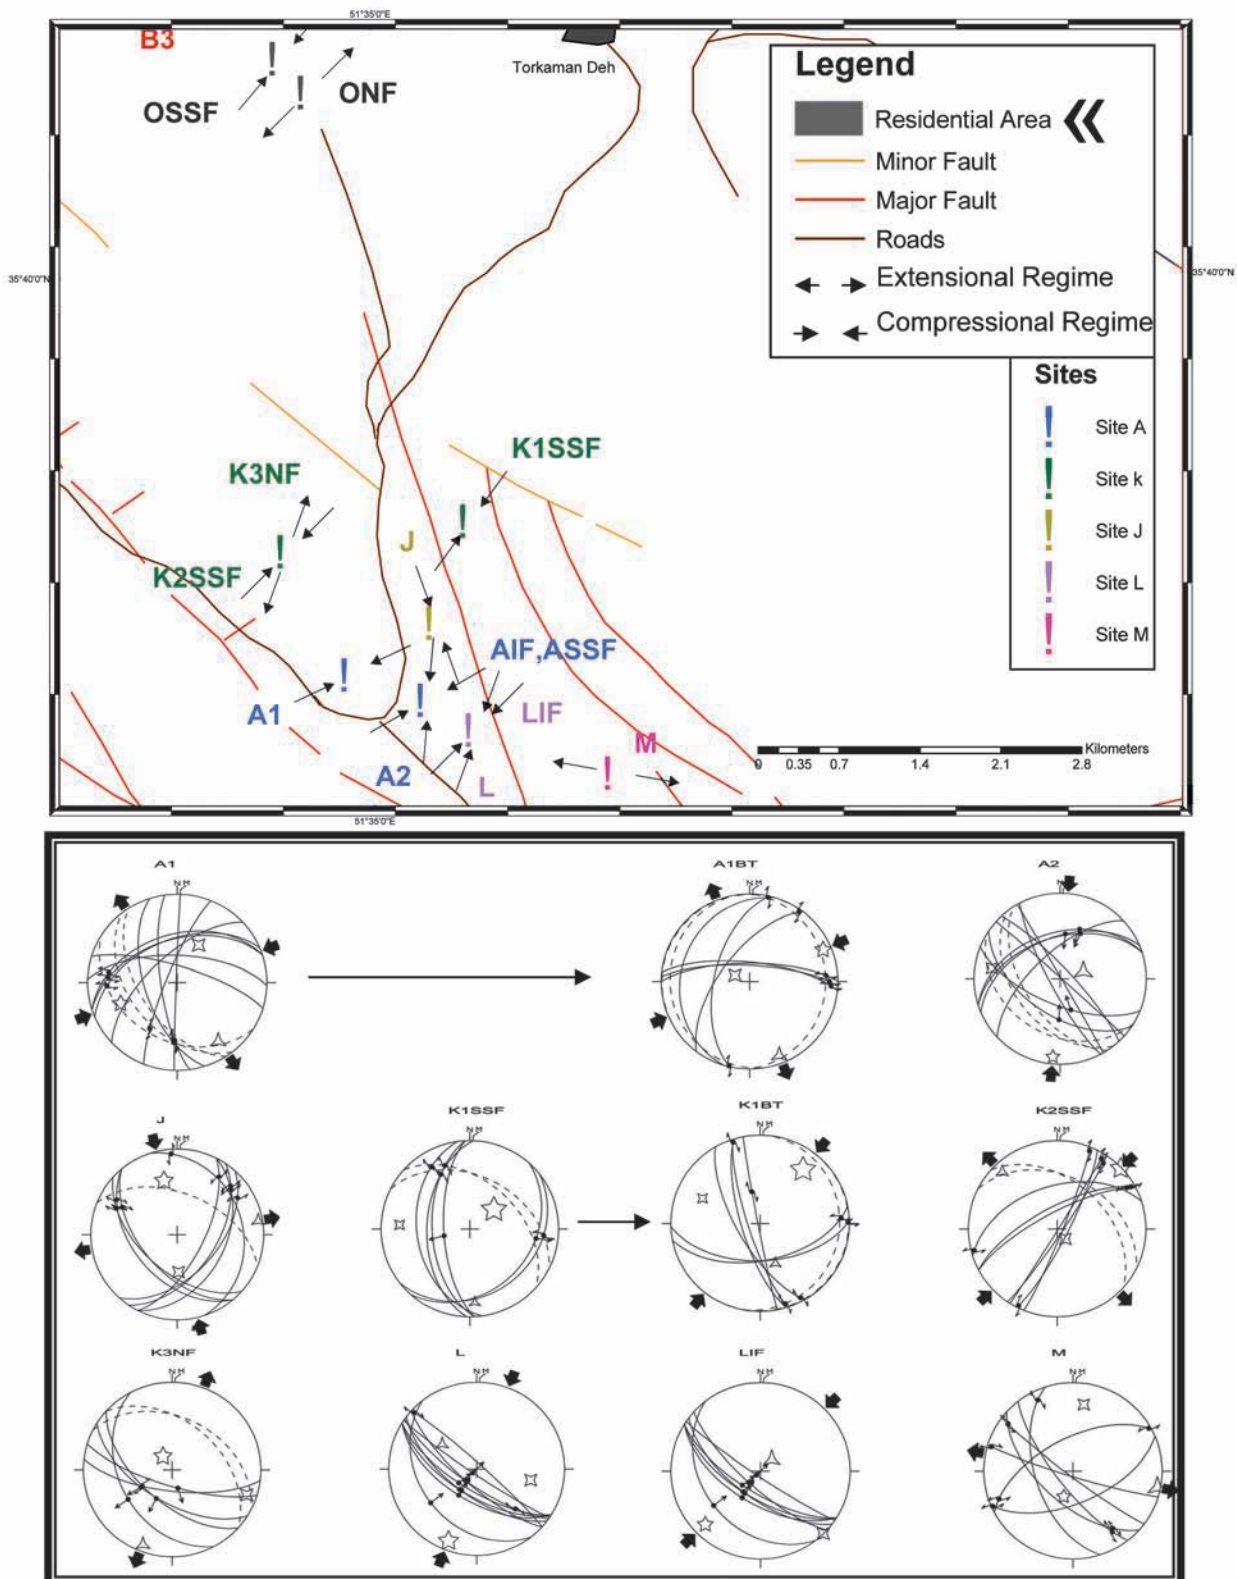 51°35'0"E
B3
Torkaman Deh
ONF
OSSF
Legend
Residential Area
Minor Fault
Major Fault
Roads
Extensional Regime
Compressional Regime
35°40'0"N
35°40'0"N
Sites
Site A
Site k
Site J
Site L
Site M
K1SSF
K3NF
J
K2SSF
AIF,ASSF
A1
LIF
M
A2
L
Kilometers
0 0.35 0.7 1.4 2.1 2.8
51°35'0"E
A1
A1BT
A2
N M
N M
N M
J
K1SSF
K1BT
K2SSF
N M
N M
N M
N M
K3NF
L
LIF
M
N M
N M
N M
N M